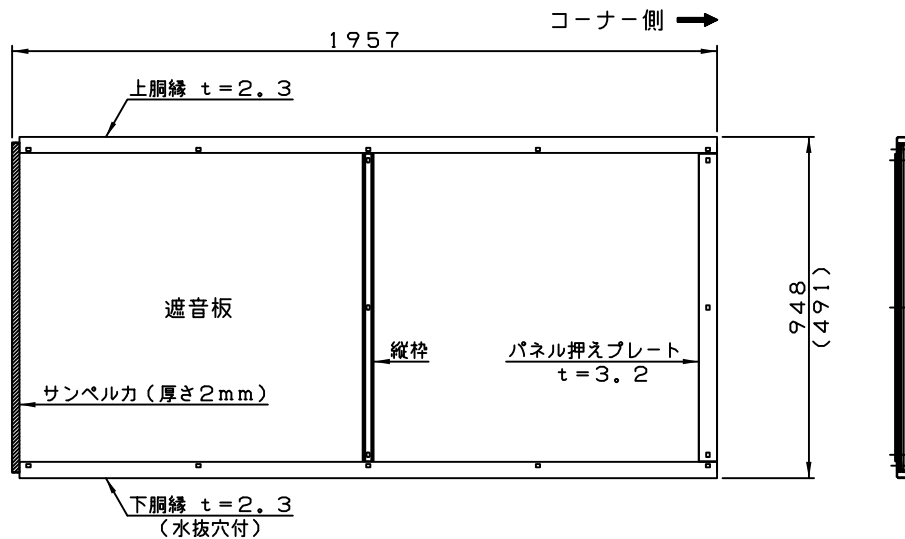 コーナー側
1957
上胴縁 t=2.3
遮音板
948
(491)
縦枠
パネル押えプレート
t=3.2
サンペルカ(厚さ2mm)
下胴縁 t=2.3
(水抜穴付)